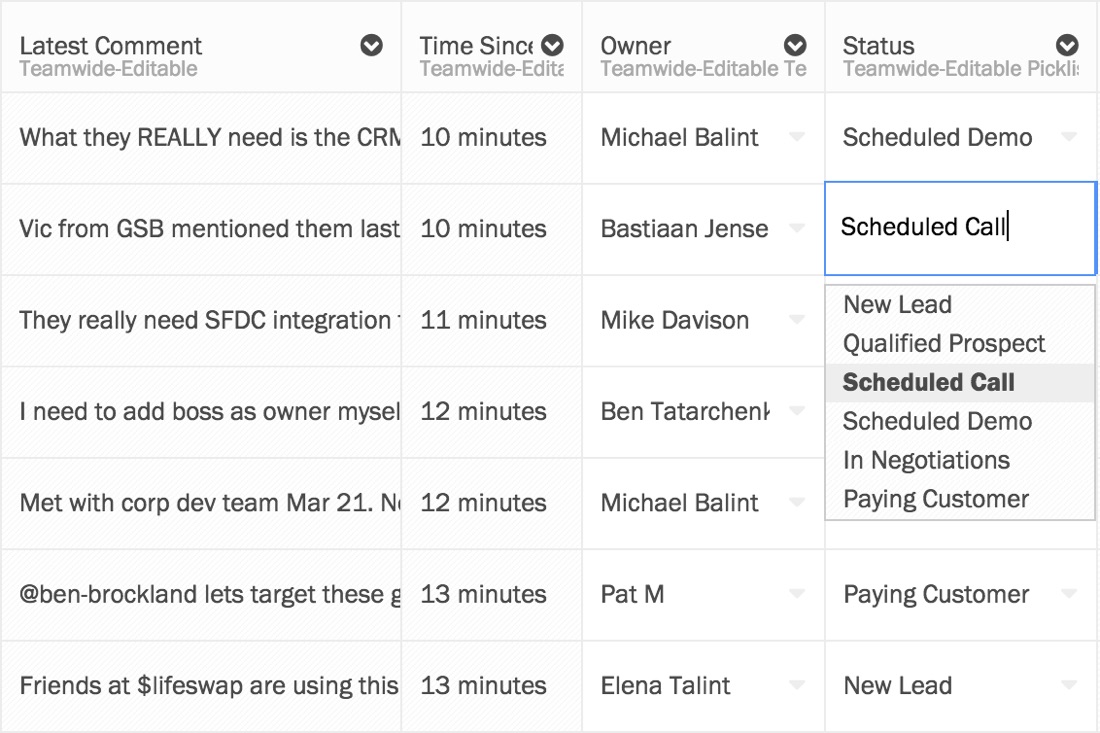 Latest Comment
Teamwide-Editable
Time Since
Teamwide-Edita
Owner
Teamwide-Editable Te
Status
Teamwide-Editable Picklis
What they REALLY need is the CRM
10 minutes
Michael Balint
Scheduled Demo
Vic from GSB mentioned them last
10 minutes
Bastiaan Jense
Scheduled Call
They really need SFDC integration
11 minutes
Mike Davison
New Lead
Qualified Prospect
Scheduled Call
Scheduled Demo
In Negotiations
Paying Customer
I need to add boss as owner mysel
12 minutes
Ben Tatarchenk
Met with corp dev team Mar 21. No
12 minutes
Michael Balint
@ben-brockland lets target these g
13 minutes
Pat M
Paying Customer
Friends at $lifeswap are using this
13 minutes
Elena Talint
New Lead